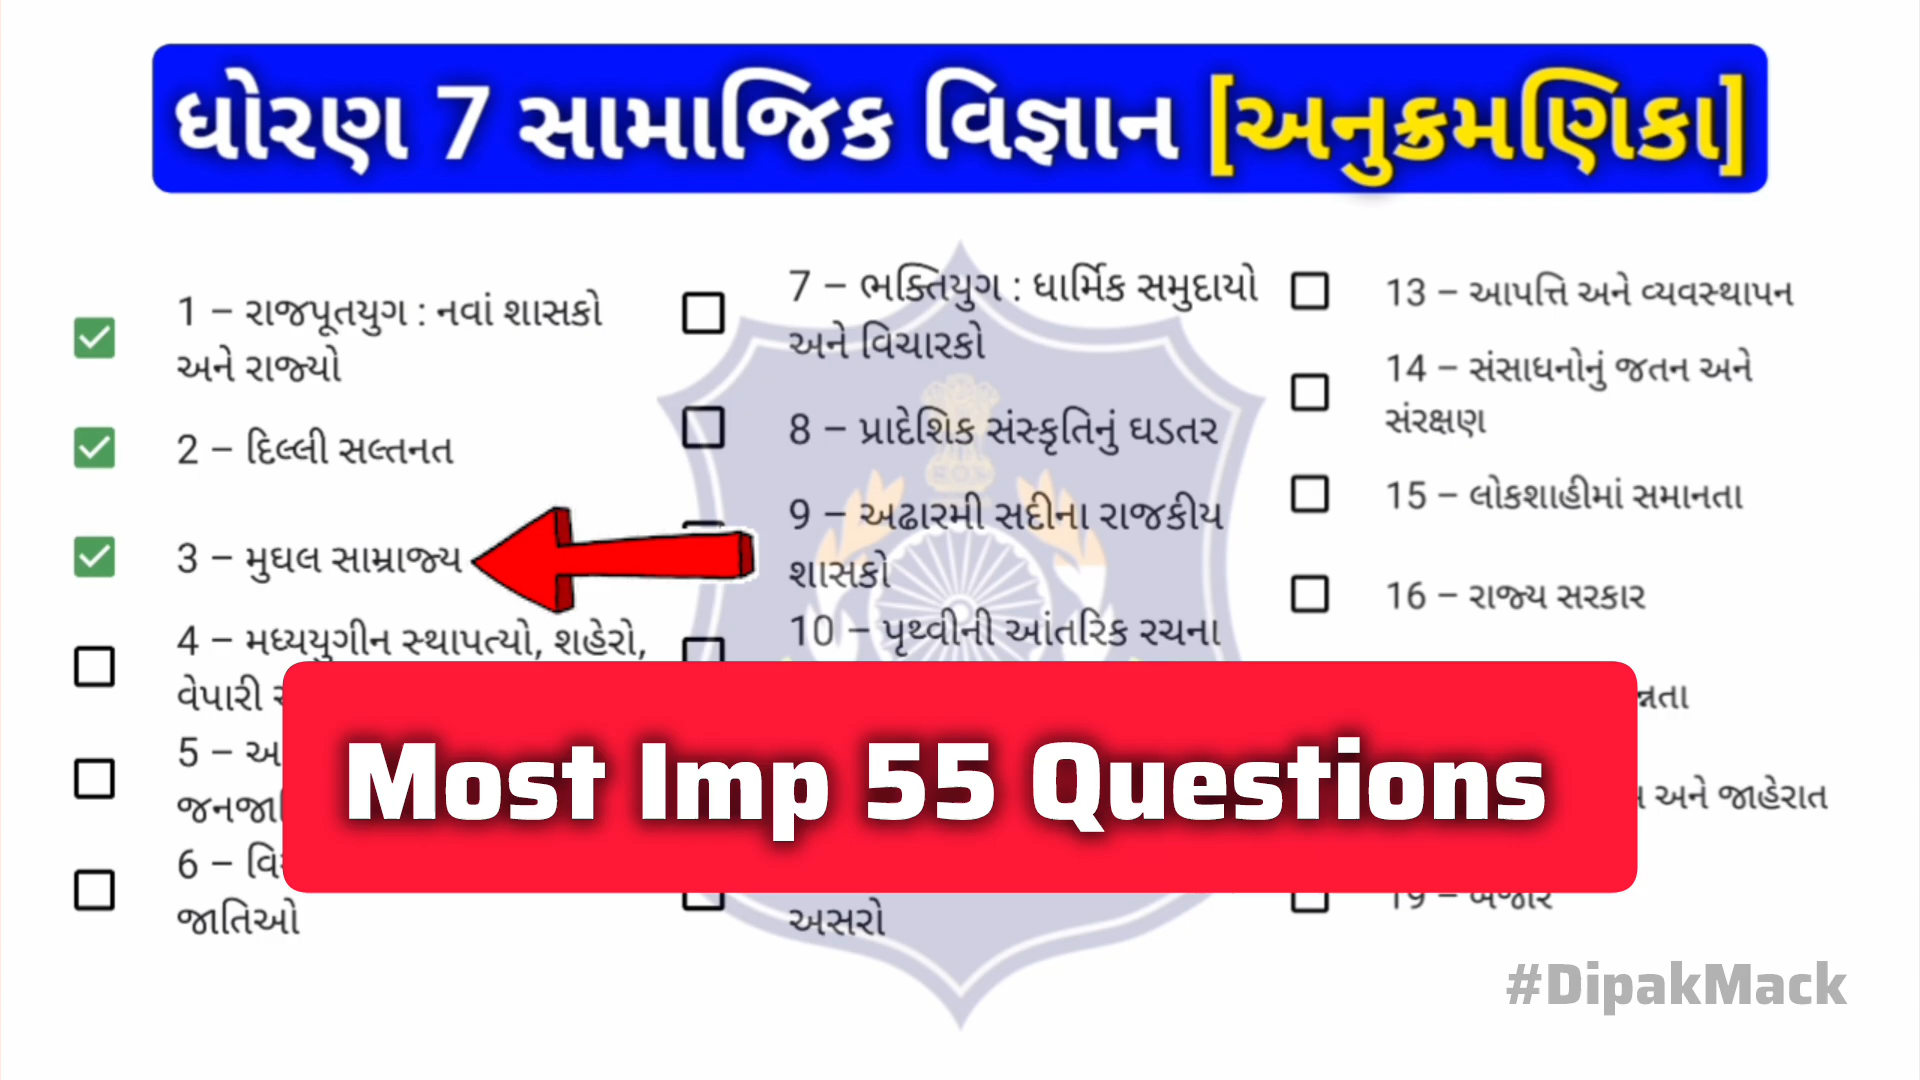 ધોરણ 7 સામાજિક વિજ્ઞાન [અનુક્રમણિકા]
1 – રાજપૂતયુગ : નવાં શાસકો
અને રાજ્યો
2 – દિલ્લી સલ્તનત
3 – મુઘલ સામ્રાજ્ય
4 – મધ્યયુગીન સ્થાપત્યો, શહેરો,
વેપારી
5 –
6 –
જાતિઓ
7 – ભક્તિયુગ : ધાર્મિક સમુદાયો
અને વિચારકો
8 – પ્રાદેશિક સંસ્કૃતિનું ઘડતર
9 – અઢારમી સદીના રાજકીય
શાસકો
10 – પૃથ્વીની આંતરિક રચના
અસરો
13 – આપત્તિ અને વ્યવસ્થાપન
14 – સંસાધનોનું જતન અને
સંરક્ષણ
15 – લોકશાહીમાં સમાનતા
16 – રાજ્ય સરકાર
અને જાહેરાત
19 – બજાર
Most Imp 55 Questions
#DipakMack